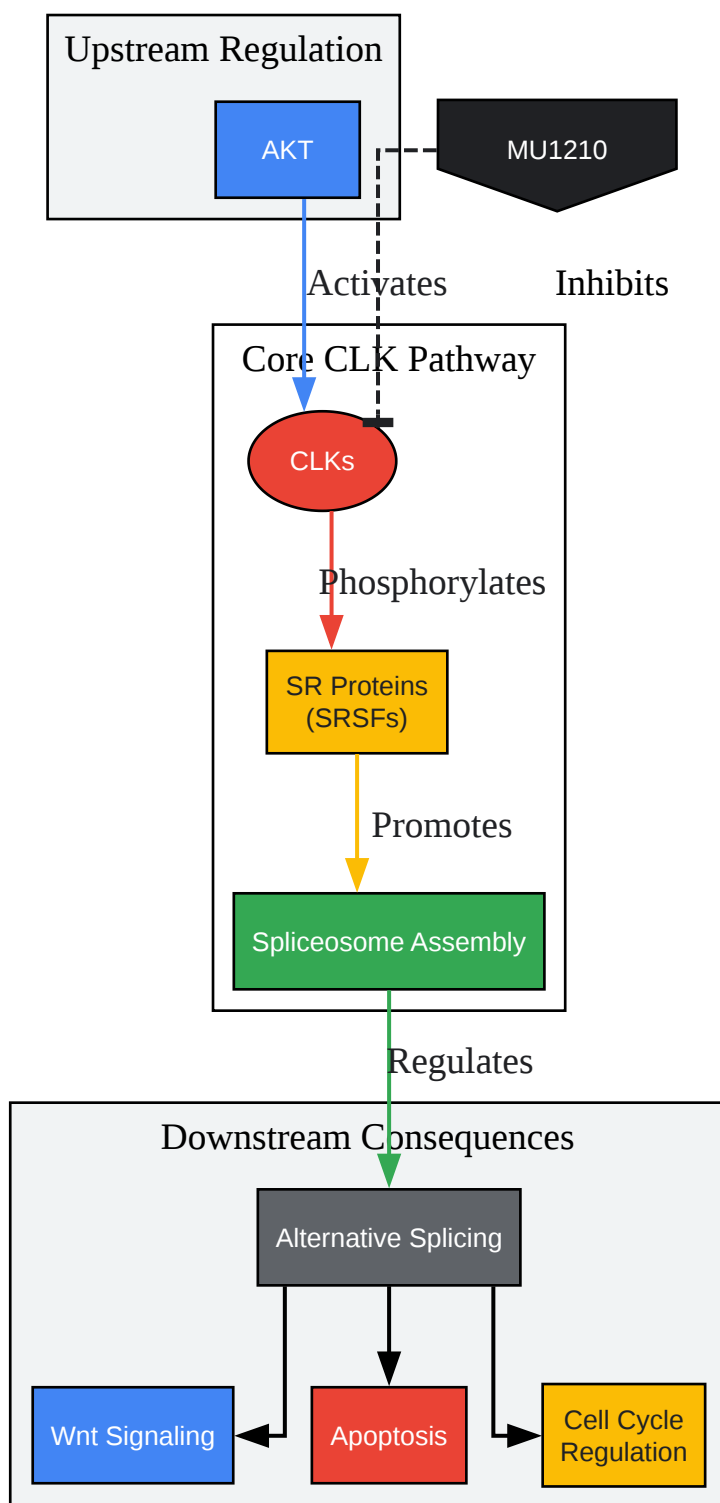 Upstream Regulation
AKT
MU1210
Activates
Inhibits
Core CLK Pathway
CLKs
Phosphorylates
SR Proteins
(SRSFs)
Promotes
Spliceosome Assembly
Regulates
Downstream Consequences
Alternative Splicing
Wnt Signaling
Apoptosis
Cell Cycle
Regulation